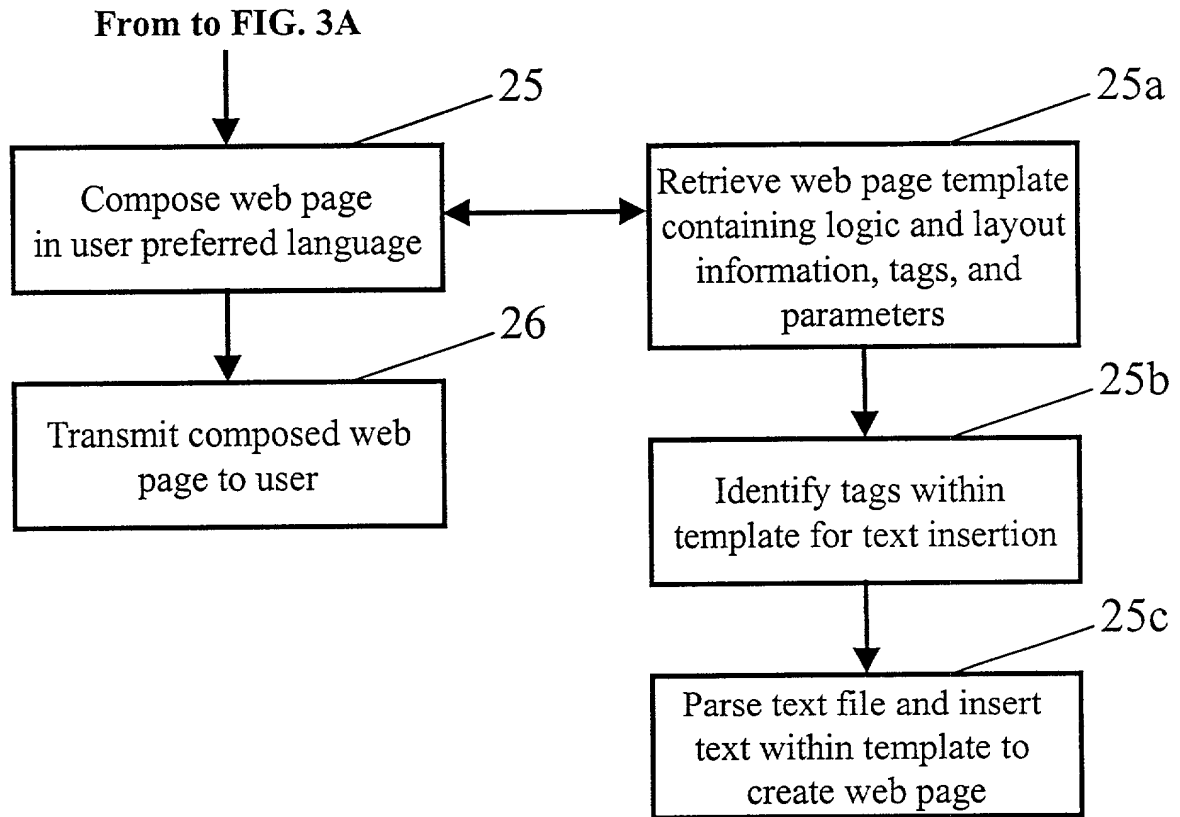 From to FIG. 3A
25
Compose web page
in user preferred language
26
Transmit composed web
page to user
25a
Retrieve web page template
containing logic and layout
information, tags, and
parameters
25b
Identify tags within
template for text insertion
25c
Parse text file and insert
text within template to
create web page